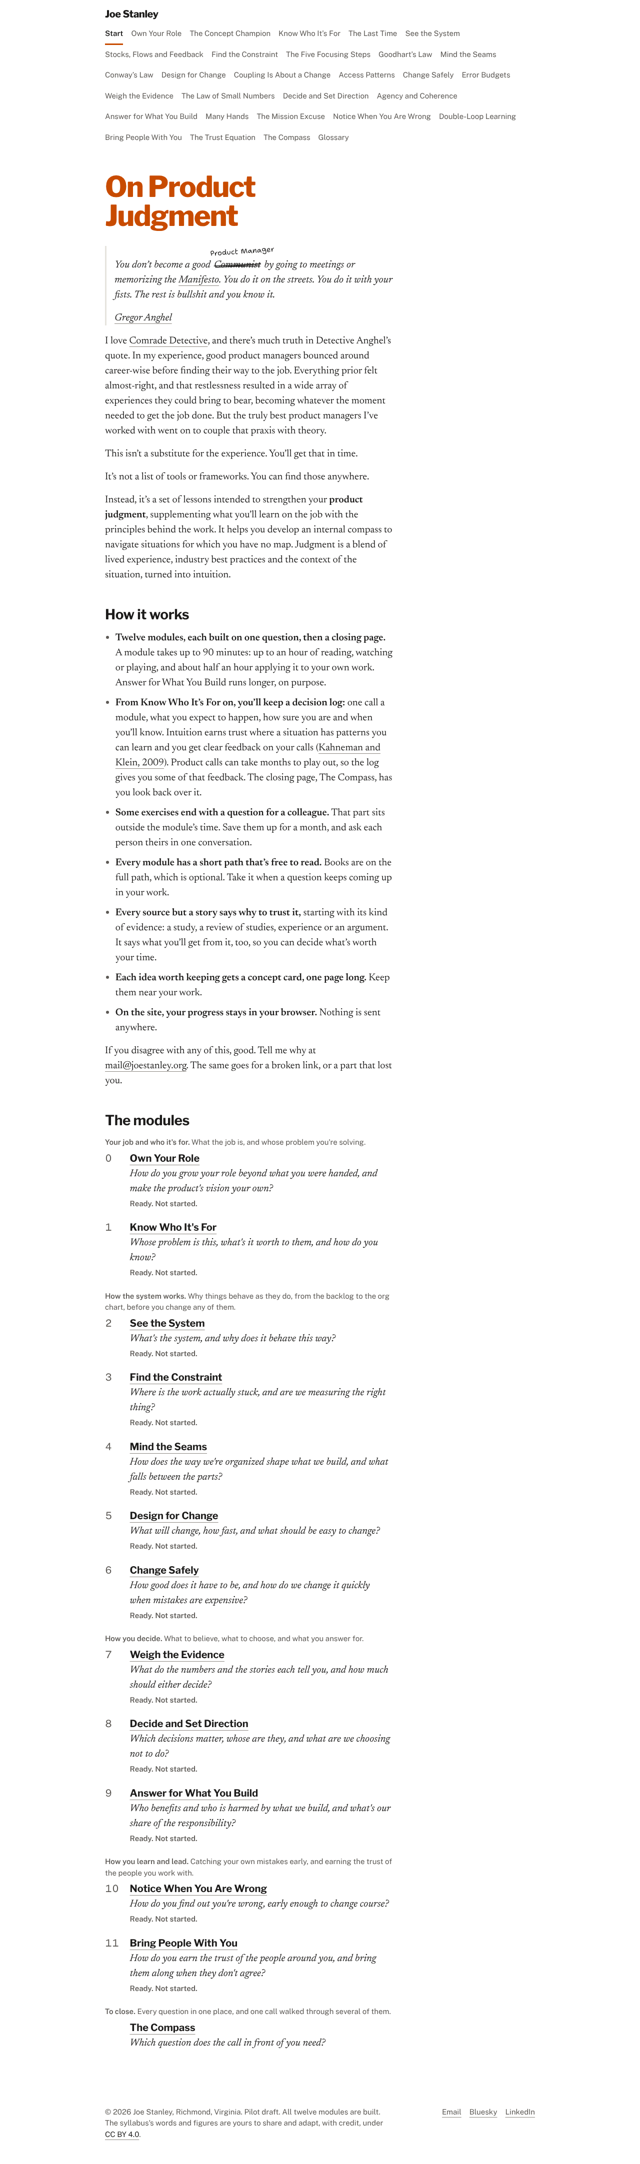 Joe Stanley
Start Own Your Role The Concept Champion Know Who It's For The Last Time See the System
Stocks, Flows and Feedback Find the Constraint The Five Focusing Steps Goodhart's Law Mind the Seams
Conway's Law Design for Change Coupling Is About a Change Access Patterns Change Safely Error Budgets
Weigh the Evidence The Law of Small Numbers Decide and Set Direction Agency and Coherence
Answer for What You Build Many Hands The Mission Excuse Notice When You Are Wrong Double-Loop Learning
Bring People With You The Trust Equation The Compass Glossary
On Product
Judgment
Product Manager
You don't become a good Communist by going to meetings or
memorizing the Manifesto. You do it on the streets. You do it with your
fists. The rest is bullshit and you know it.
Gregor Anghel
I love Comrade Detective, and there's much truth in Detective Anghel's
quote. In my experience, good product managers bounced around
career-wise before finding their way to the job. Everything prior felt
almost-right, and that restlessness resulted in a wide array of
experiences they could bring to bear, becoming whatever the moment
needed to get the job done. But the truly best product managers I've
worked with went on to couple that praxis with theory.
This isn't a substitute for the experience. You'll get that in time.
It's not a list of tools or frameworks. You can find those anywhere.
Instead, it's a set of lessons intended to strengthen your product
judgment, supplementing what you'll learn on the job with the
principles behind the work. It helps you develop an internal compass to
navigate situations for which you have no map. Judgment is a blend of
lived experience, industry best practices and the context of the
situation, turned into intuition.
How it works
• Twelve modules, each built on one question, then a closing page.
A module takes up to 90 minutes: up to an hour of reading, watching
or playing, and about half an hour applying it to your own work.
Answer for What You Build runs longer, on purpose.
• From Know Who It's For on, you'll keep a decision log: one call a
module, what you expect to happen, how sure you are and when
you'll know. Intuition earns trust where a situation has patterns you
can learn and you get clear feedback on your calls (Kahneman and
Klein, 2009). Product calls can take months to play out, so the log
gives you some of that feedback. The closing page, The Compass, has
you look back over it.
• Some exercises end with a question for a colleague. That part sits
outside the module's time. Save them up for a month, and ask each
person theirs in one conversation.
• Every module has a short path that's free to read. Books are on the
full path, which is optional. Take it when a question keeps coming up
in your work.
• Every source but a story says why to trust it, starting with its kind
of evidence: a study, a review of studies, experience or an argument.
It says what you'll get from it, too, so you can decide what's worth
your time.
• Each idea worth keeping gets a concept card, one page long. Keep
them near your work.
• On the site, your progress stays in your browser. Nothing is sent
anywhere.
If you disagree with any of this, good. Tell me why at
mail@joestanley.org. The same goes for a broken link, or a part that lost
you.
The modules
Your job and who it's for. What the job is, and whose problem you're solving.
0 Own Your Role
How do you grow your role beyond what you were handed, and
make the product's vision your own?
Ready. Not started.
1 Know Who It's For
Whose problem is this, what's it worth to them, and how do you
know?
Ready. Not started.
How the system works. Why things behave as they do, from the backlog to the org
chart, before you change any of them.
2 See the System
What's the system, and why does it behave this way?
Ready. Not started.
3 Find the Constraint
Where is the work actually stuck, and are we measuring the right
thing?
Ready. Not started.
4 Mind the Seams
How does the way we're organized shape what we build, and what
falls between the parts?
Ready. Not started.
5 Design for Change
What will change, how fast, and what should be easy to change?
Ready. Not started.
6 Change Safely
How good does it have to be, and how do we change it quickly
when mistakes are expensive?
Ready. Not started.
How you decide. What to believe, what to choose, and what you answer for.
7 Weigh the Evidence
What do the numbers and the stories each tell you, and how much
should either decide?
Ready. Not started.
8 Decide and Set Direction
Which decisions matter, whose are they, and what are we choosing
not to do?
Ready. Not started.
9 Answer for What You Build
Who benefits and who is harmed by what we build, and what's our
share of the responsibility?
Ready. Not started.
How you learn and lead. Catching your own mistakes early, and earning the trust of
the people you work with.
10 Notice When You Are Wrong
How do you find out you're wrong, early enough to change course?
Ready. Not started.
11 Bring People With You
How do you earn the trust of the people around you, and bring
them along when they don't agree?
Ready. Not started.
To close. Every question in one place, and one call walked through several of them.
The Compass
Which question does the call in front of you need?
© 2026 Joe Stanley, Richmond, Virginia. Pilot draft. All twelve modules are built.
The syllabus's words and figures are yours to share and adapt, with credit, under
CC BY 4.0.
Email Bluesky LinkedIn